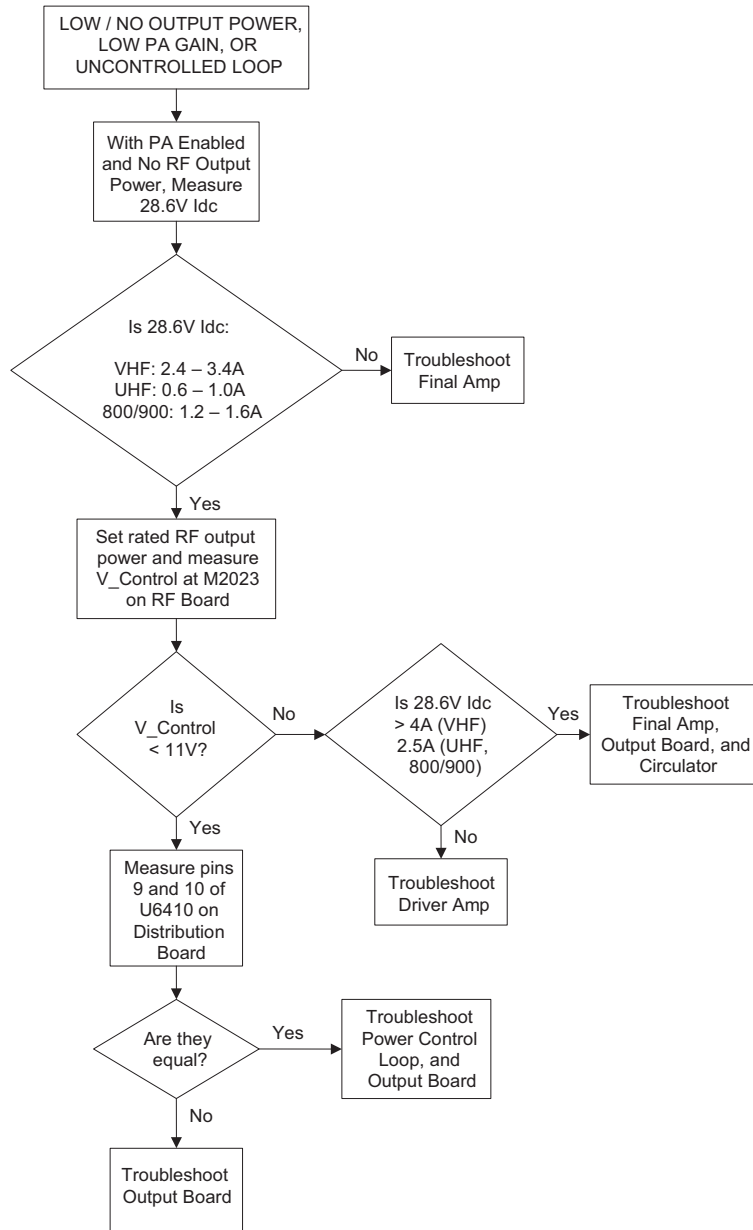 LOW / NO OUTPUT POWER,
LOW PA GAIN, OR
UNCONTROLLED LOOP
With PA Enabled
and No RF Output
Power, Measure
28.6V Idc
Is 28.6V Idc:
VHF: 2.4 – 3.4A
UHF: 0.6 – 1.0A
800/900: 1.2 – 1.6A
No
Troubleshoot
Final Amp
Yes
Set rated RF output
power and measure
V_Control at M2023
on RF Board
Is
V_Control
< 11V?
No
Is 28.6V Idc
> 4A (VHF)
2.5A (UHF,
800/900)
Yes
Troubleshoot
Final Amp,
Output Board, and
Circulator
No
Troubleshoot
Driver Amp
Yes
Measure pins
9 and 10 of
U6410 on
Distribution
Board
Are they
equal?
Yes
Troubleshoot
Power Control
Loop, and
Output Board
No
Troubleshoot
Output Board